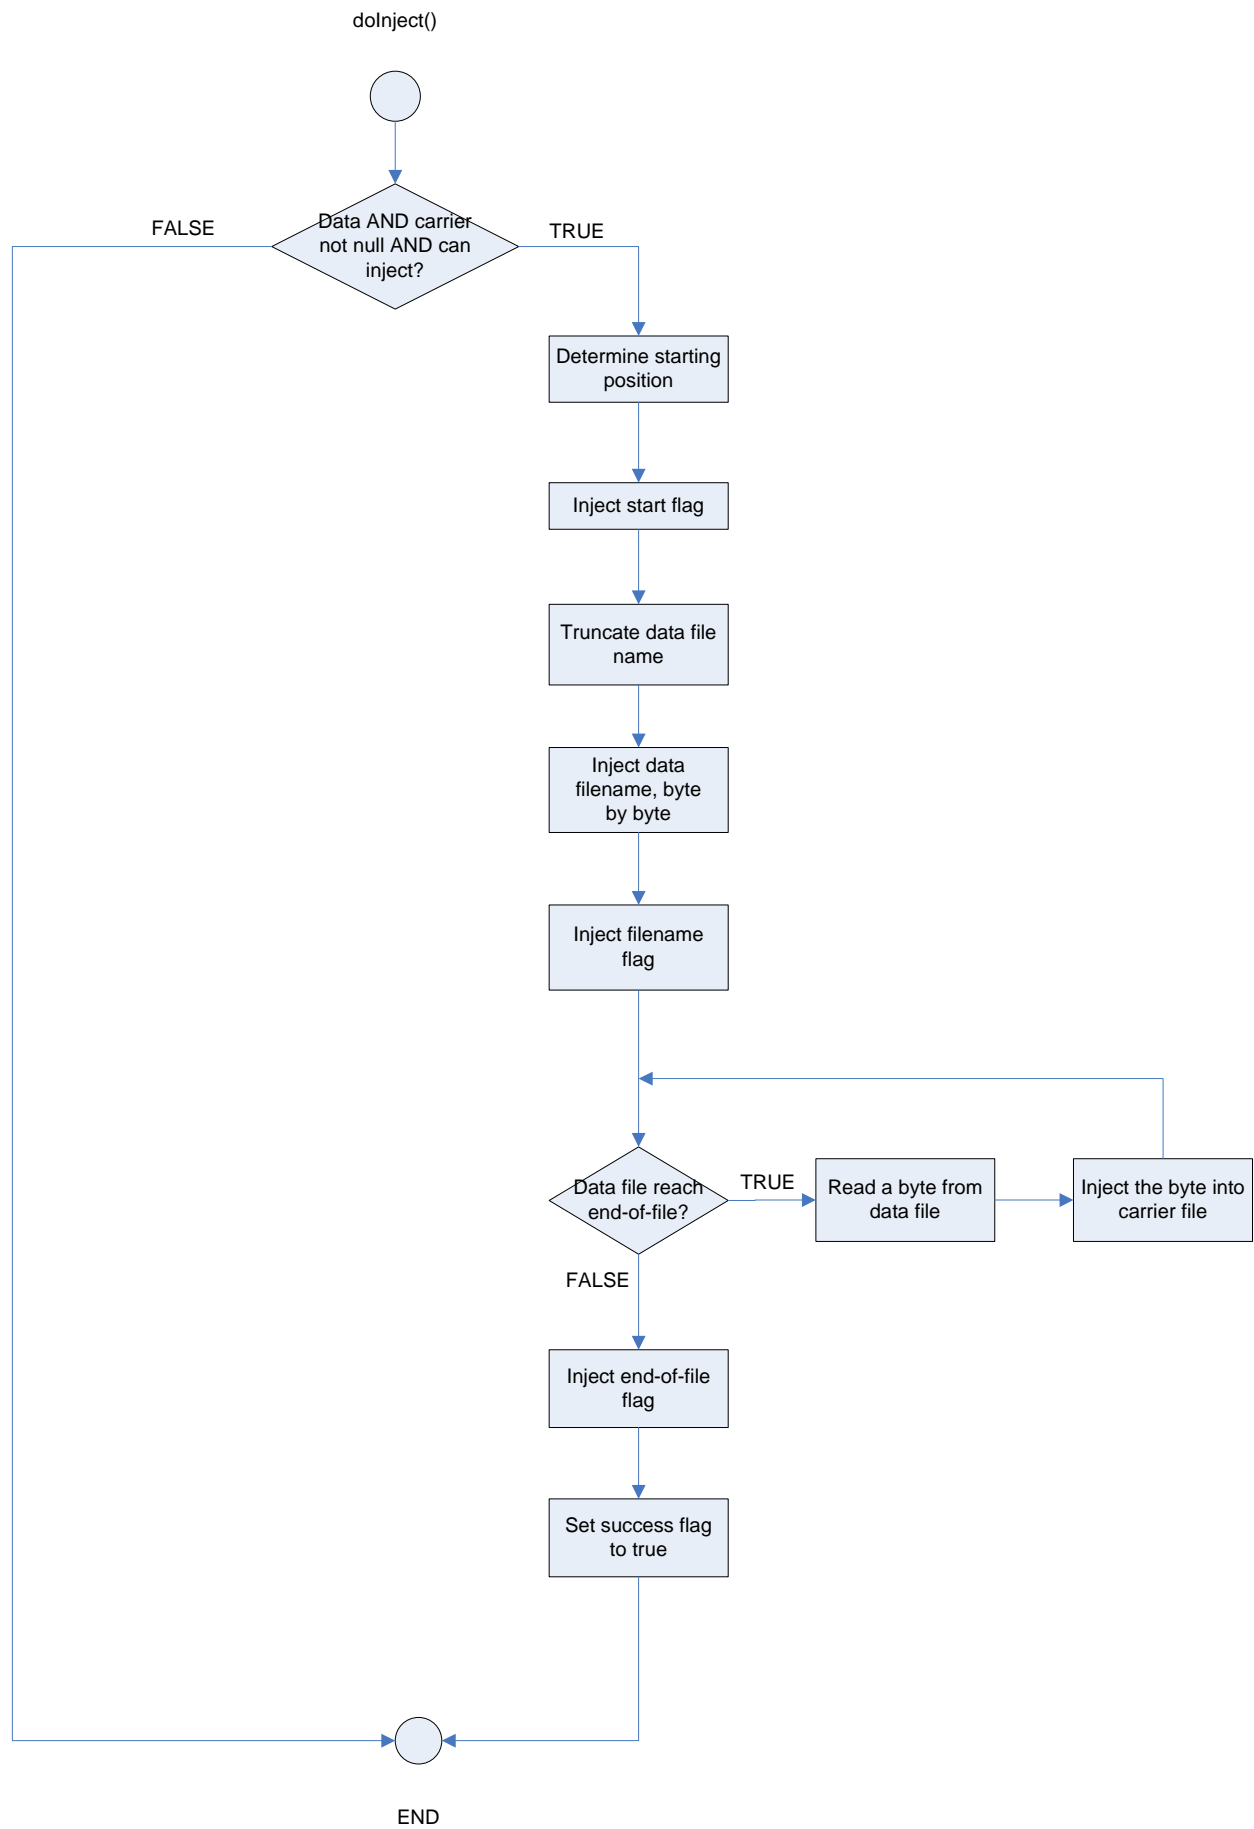 doInject()
FALSE
Data AND carrier
not null AND can
inject?
TRUE
Determine starting
position
Inject start flag
Truncate data file
name
Inject data
filename, byte
by byte
Inject filename
flag
Data file reach
end-of-file?
TRUE
Read a byte from
data file
Inject the byte into
carrier file
FALSE
Inject end-of-file
flag
Set success flag
to true
END